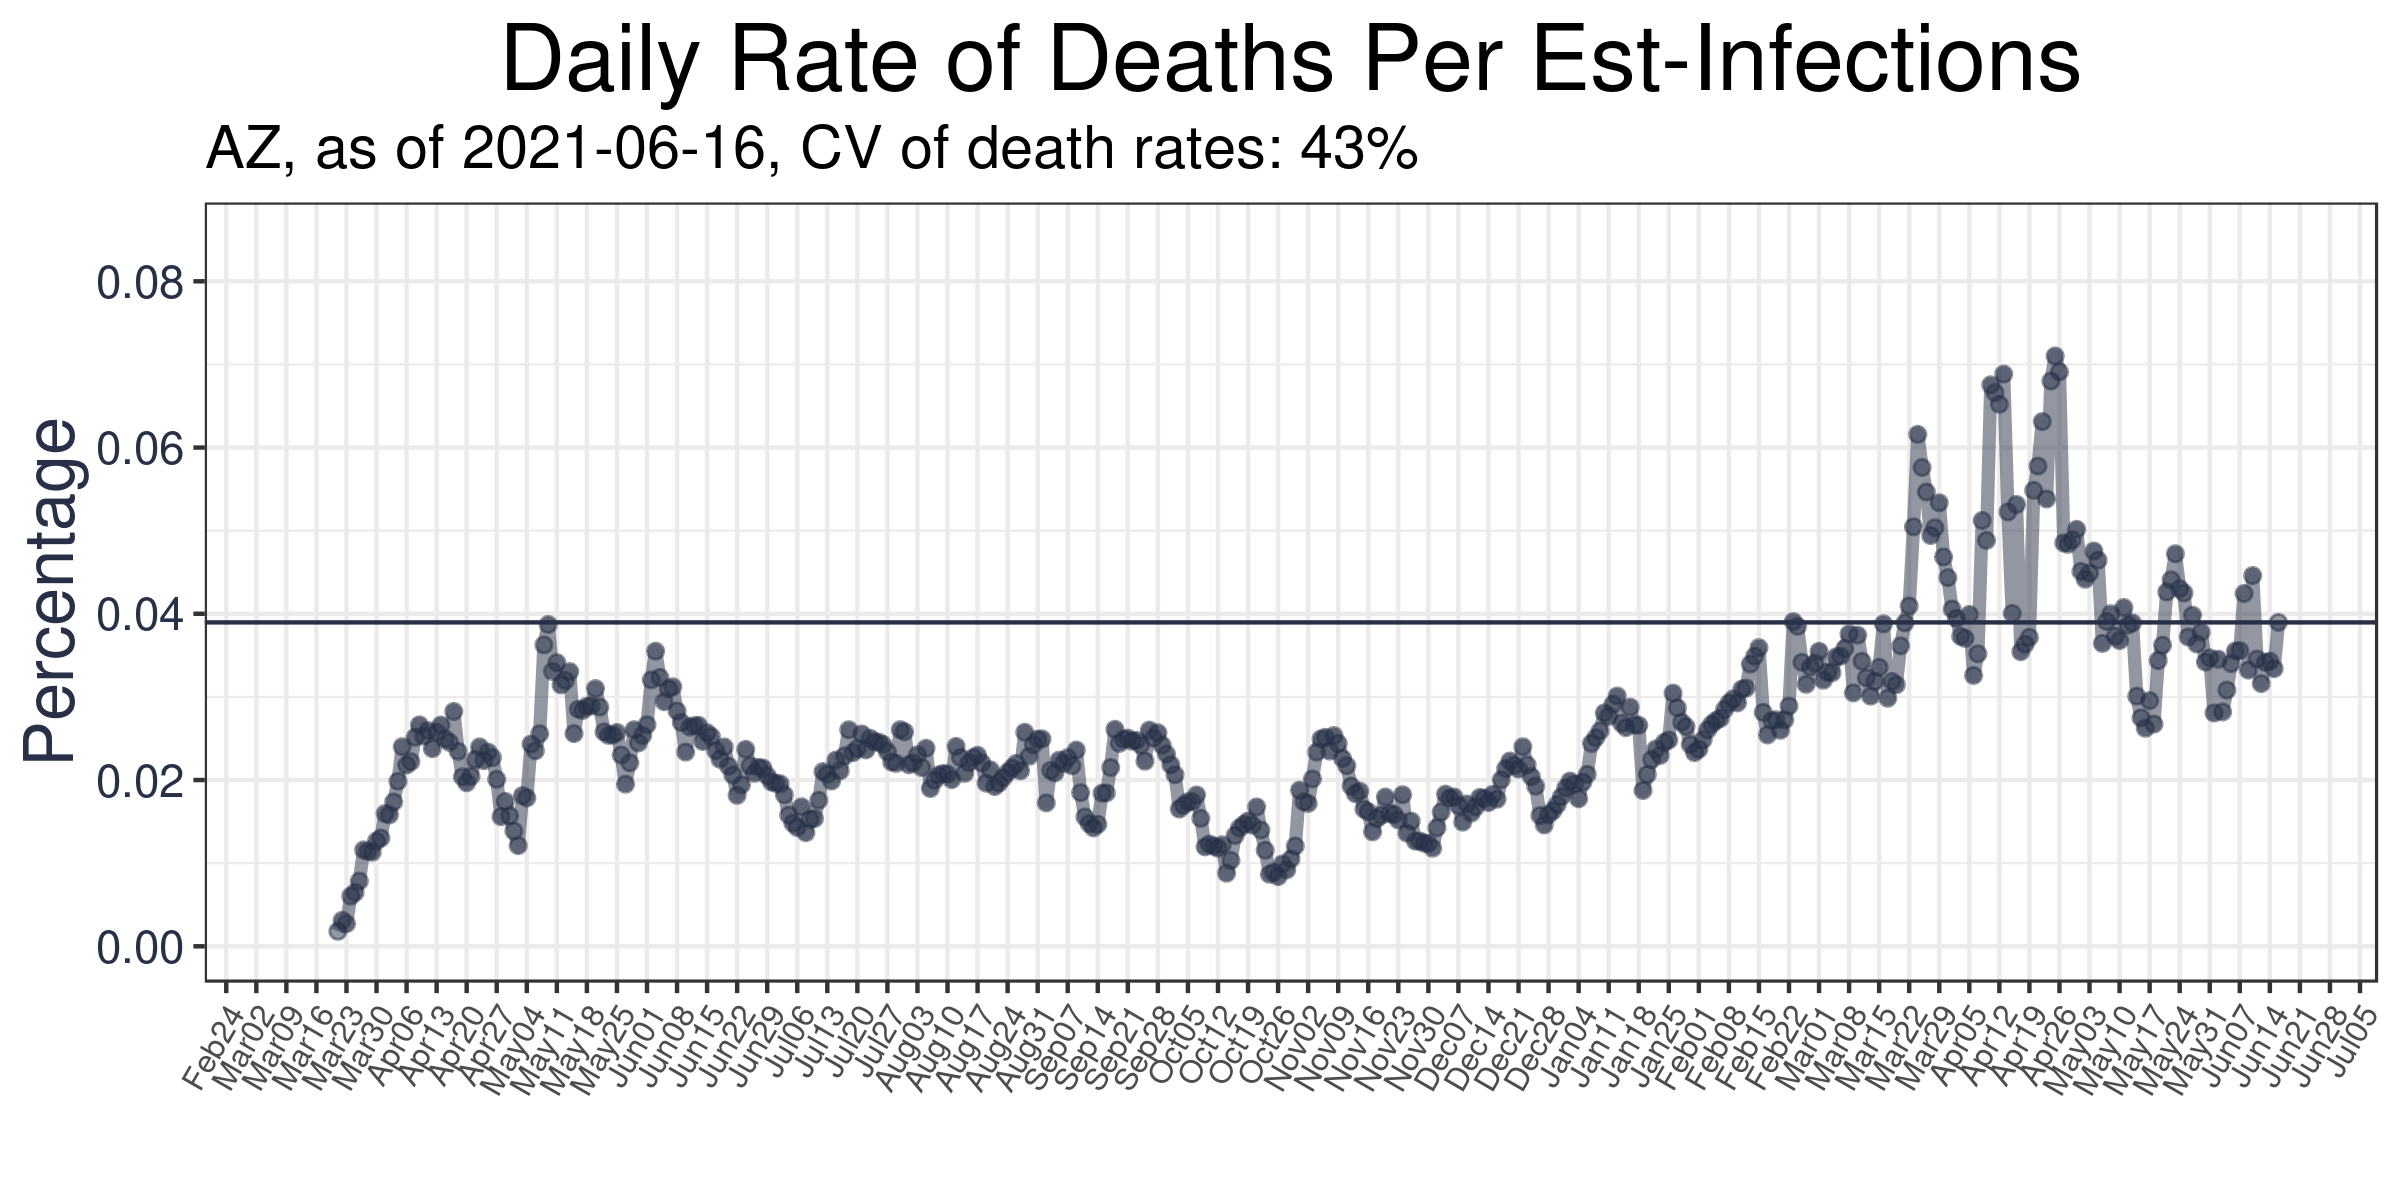 Daily Rate of Deaths Per Est-Infections
AZ, as of 2021-06-16, CV of death rates: 43%
Percentage
0.08
0.06
0.04
0.02
0.00
Feb24
Mar02
Mar09
Mar16
Mar23
Mar30
Apr06
Apr13
Apr20
Apr27
May04
May11
May18
May25
Jun01
Jun08
Jun15
Jun22
Jun29
Jul06
Jul13
Jul20
Jul27
Aug03
Aug10
Aug17
Aug24
Aug31
Sep07
Sep14
Sep21
Sep28
Oct05
Oct12
Oct19
Oct26
Nov02
Nov09
Nov16
Nov23
Nov30
Dec07
Dec14
Dec21
Dec28
Jan04
Jan11
Jan18
Jan25
Feb01
Feb08
Feb15
Feb22
Mar01
Mar08
Mar15
Mar22
Mar29
Apr05
Apr12
Apr19
Apr26
May03
May10
May17
May24
May31
Jun07
Jun14
Jun21
Jun28
Jul05